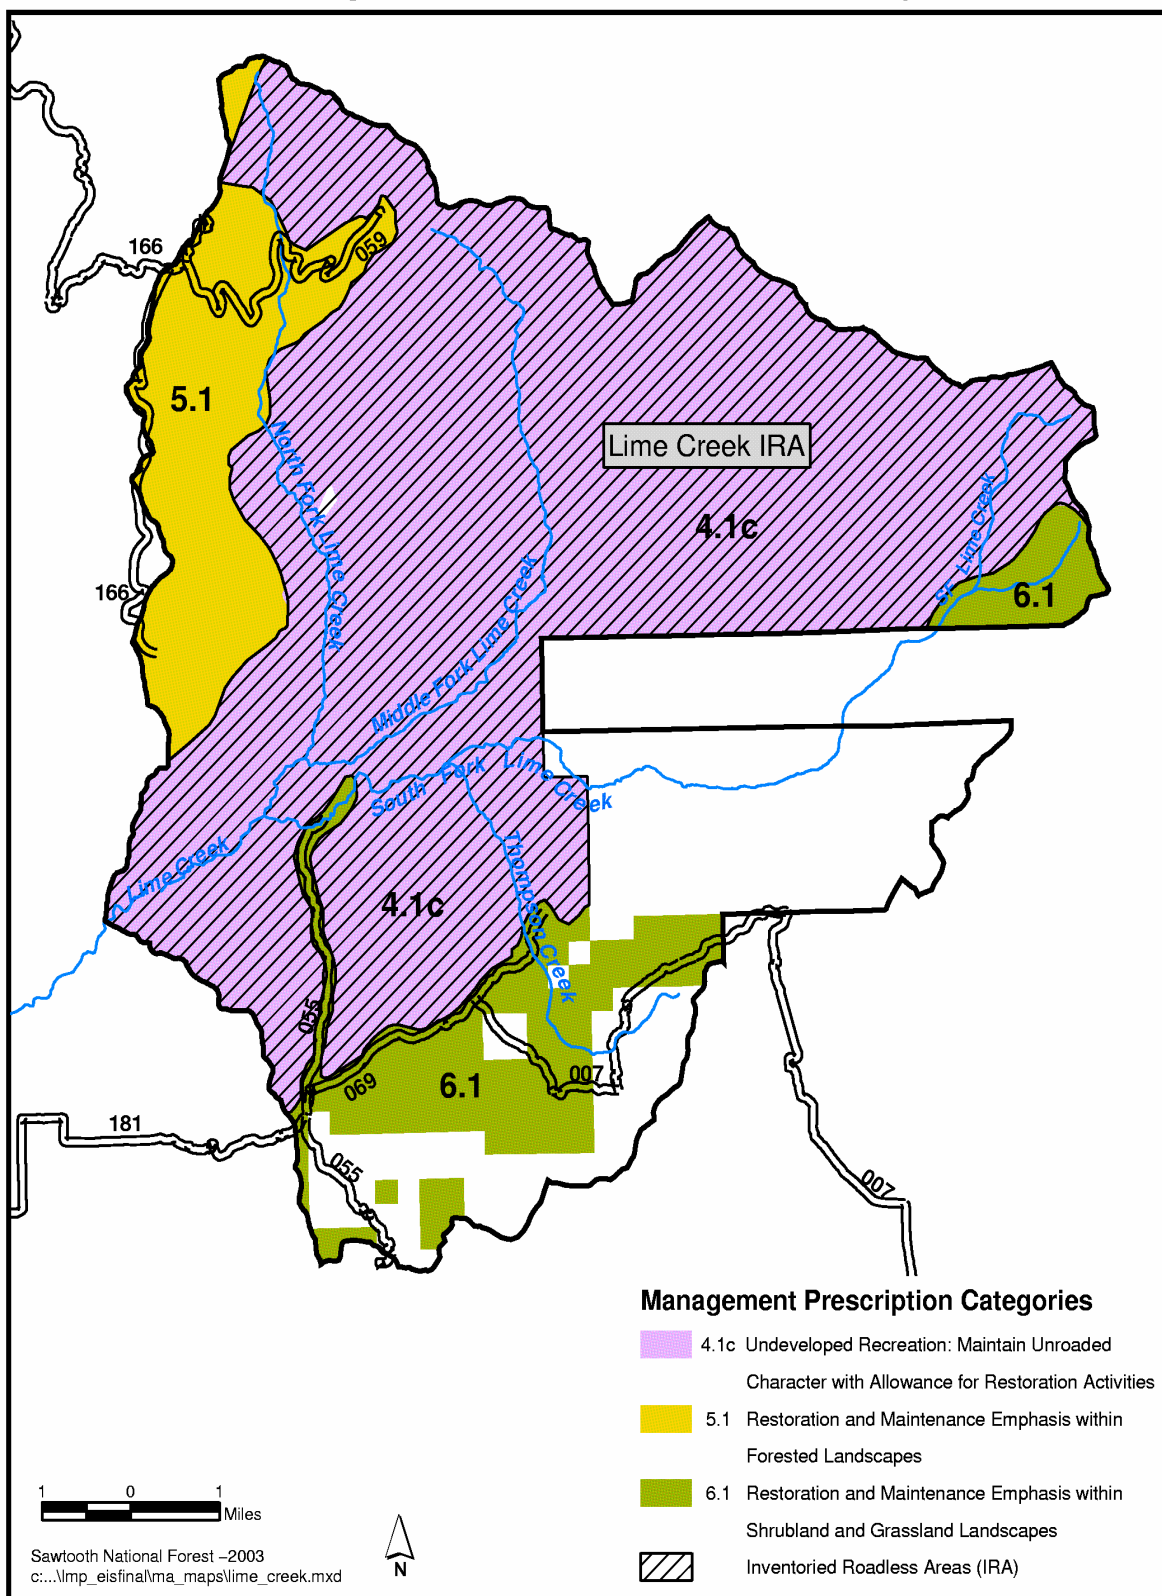 166
059
5.1
North Fork Lime Creek
Lime Creek IRA
4.1c
SF Lime Creek
6.1
166
Middle Fork Lime Creek
South Fork Lime Creek
Lime Creek
Thompson Creek
4.1c
055
069
6.1
007
181
055
007
Management Prescription Categories
4.1c Undeveloped Recreation: Maintain Unroaded
Character with Allowance for Restoration Activities
5.1 Restoration and Maintenance Emphasis within
Forested Landscapes
6.1 Restoration and Maintenance Emphasis within
Shrubland and Grassland Landscapes
Inventoried Roadless Areas (IRA)
1 0 1
Miles
N
Sawtooth National Forest –2003
c:...\lmp_eisfinal\ma_maps\lime_creek.mxd